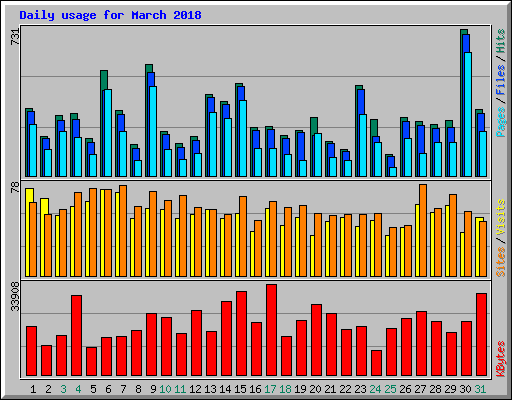 Daily usage for March 2018
731
Pages / Files / Hits
78
Sites / Visits
33908
KBytes
1 2 3 4 5 6 7 8 9 10 11 12 13 14 15 16 17 18 19 20 21 22 23 24 25 26 27 28 29 30 31